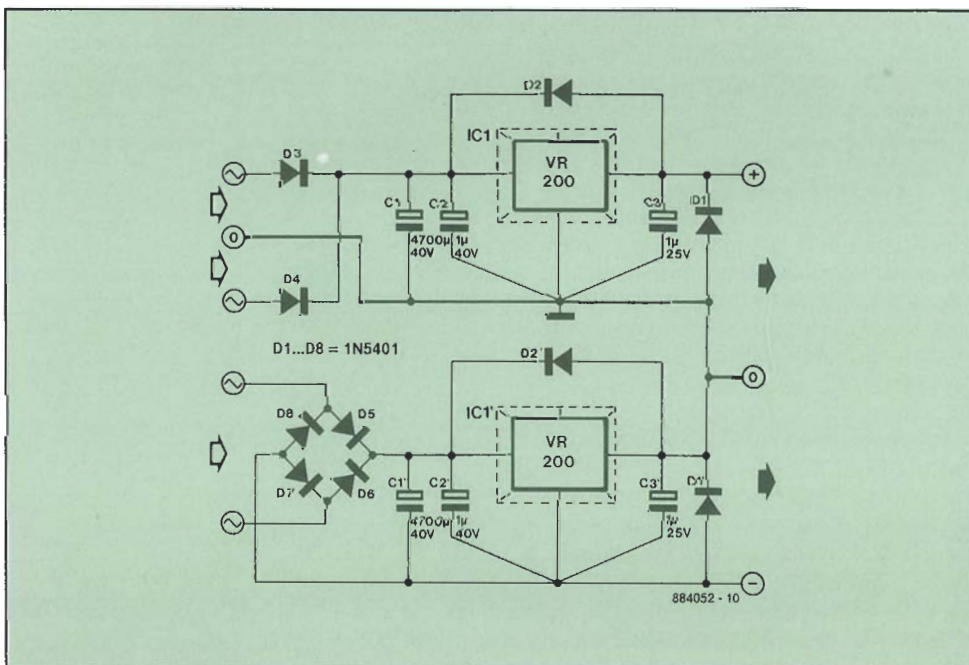 D2
IC1
VR
200
D3
C1
C2
C3
D1
4700µ
40V
1µ
40V
1µ
25V
0
D4
D1...D8 = 1N5401
D2'
IC1'
VR
200
D8
D5
D7
D6
C1'
C2'
C3'
D1'
4700µ
40V
1µ
40V
1µ
25V
0
+
−
884052 - 10